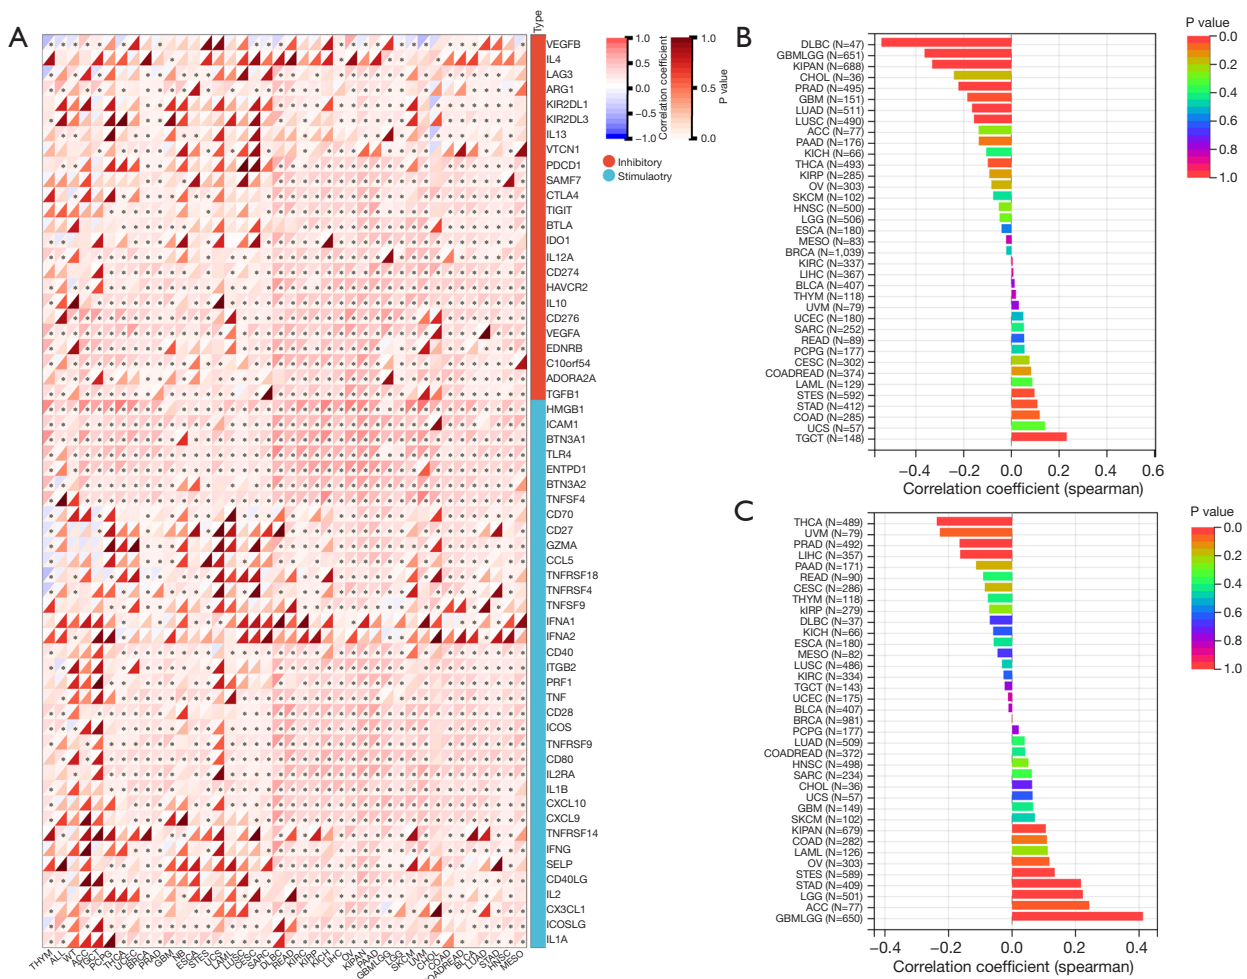 A
Type
VEGFB
IL4
LAG3
ARG1
KIR2DL1
KIR2DL3
IL13
VTCN1
PDCD1
SAMF7
CTLA4
TIGIT
BTLA
IDO1
IL12A
CD274
HAVCR2
IL10
CD276
VEGFA
EDNRB
C10orf54
ADORA2A
TGFB1
HMGB1
ICAM1
BTN3A1
TLR4
ENTPD1
BTN3A2
TNFSF4
CD70
CD27
GZMA
CCL5
TNFRSF18
TNFRSF4
TNFSF9
IFNA1
IFNA2
CD40
ITGB2
PRF1
TNF
CD28
ICOS
TNFRSF9
CD80
IL2RA
IL1B
CXCL10
CXCL9
TNFRSF14
IFNG
SELP
CD40LG
IL2
CX3CL1
ICOSLG
IL1A
THYM
ALL
WT
ACC
TGCT
PCPG
THCA
UCEC
BRCA
PRAD
GBM
NB
ESCA
STES
UCS
LAML
LUSC
CESC
SARC
DLBC
READ
KIRC
KIRP
KICH
LIHC
OV
KIPAN
PAAD
GBMLGG
LGG
SKCM
UCM
COAD
BLCA
LUAD
STAD
HNSC
MESO
1.0
0.5
0.0
−0.5
−1.0
Correlation coefficient
1.0
0.5
0.0
P value
Inhibitory
Stimulaotry
B
DLBC (N=47)
GBMLGG (N=651)
KIPAN (N=688)
CHOL (N=36)
PRAD (N=495)
GBM (N=151)
LUAD (N=511)
LUSC (N=490)
ACC (N=77)
PAAD (N=176)
KICH (N=66)
THCA (N=493)
KIRP (N=285)
OV (N=303)
SKCM (N=102)
HNSC (N=500)
LGG (N=506)
ESCA (N=180)
MESO (N=83)
BRCA (N=1,039)
KIRC (N=337)
LIHC (N=367)
BLCA (N=407)
THYM (N=118)
UVM (N=79)
UCEC (N=180)
SARC (N=252)
READ (N=89)
PCPG (N=177)
CESC (N=302)
COADREAD (N=374)
LAML (N=129)
STES (N=592)
STAD (N=412)
COAD (N=285)
UCS (N=57)
TGCT (N=148)
−0.4 −0.2 0.0 0.2 0.4 0.6
Correlation coefficient (spearman)
P value
0.0
0.2
0.4
0.6
0.8
1.0
C
THCA (N=489)
UVM (N=79)
PRAD (N=492)
LIHC (N=357)
PAAD (N=171)
READ (N=90)
CESC (N=286)
THYM (N=118)
kIRP (N=279)
DLBC (N=37)
KICH (N=66)
ESCA (N=180)
MESO (N=82)
LUSC (N=486)
KIRC (N=334)
TGCT (N=143)
UCEC (N=175)
BLCA (N=407)
BRCA (N=981)
PCPG (N=177)
LUAD (N=509)
COADREAD (N=372)
HNSC (N=498)
SARC (N=234)
CHOL (N=36)
UCS (N=57)
GBM (N=149)
SKCM (N=102)
KIPAN (N=679)
COAD (N=282)
LAML (N=126)
OV (N=303)
STES (N=589)
STAD (N=409)
LGG (N=501)
ACC (N=77)
GBMLGG (N=650)
−0.4 −0.2 0.0 0.2 0.4
Correlation coefficient (spearman)
P value
0.0
0.2
0.4
0.6
0.8
1.0